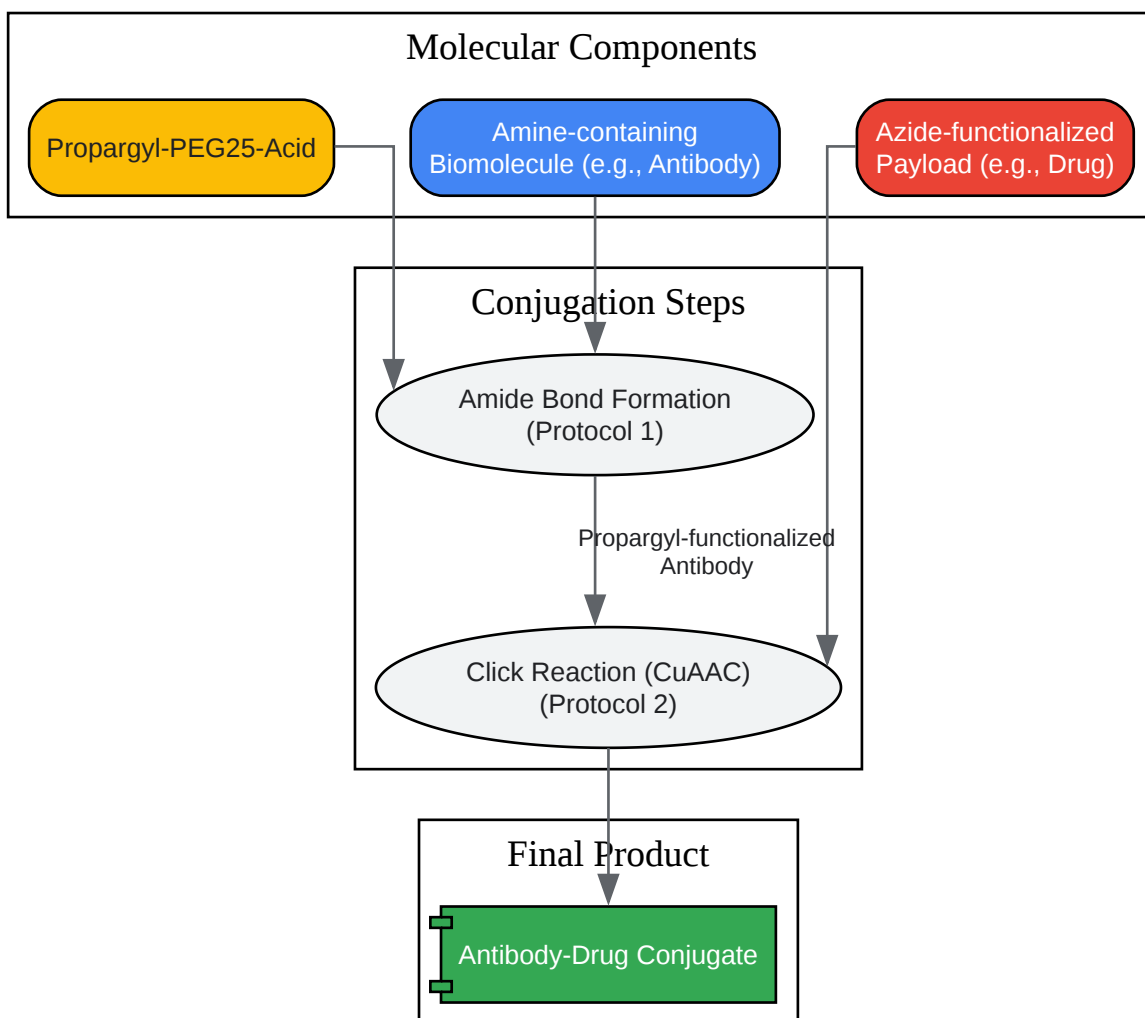 Molecular Components
Propargyl-PEG25-Acid
Amine-containing
Biomolecule (e.g., Antibody)
Azide-functionalized
Payload (e.g., Drug)
Conjugation Steps
Amide Bond Formation
(Protocol 1)
Propargyl-functionalized
Antibody
Click Reaction (CuAAC)
(Protocol 2)
Final Product
Antibody-Drug Conjugate